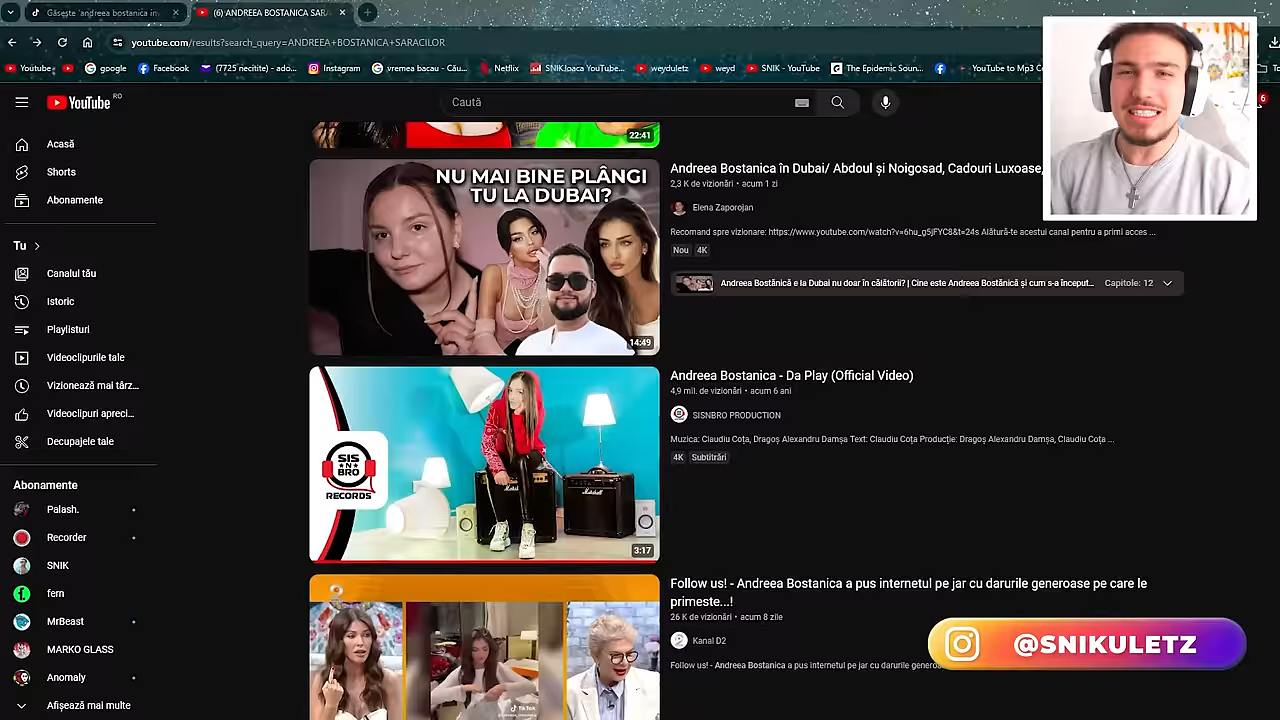 Găsește 'andreea bostanica în
(6) ANDREEA BOSTANICA SAR
youtube.com/results?search_query=ANDREEA+BOSTANICA+SARACILOR
Youtube
google
Facebook
(7725 necitite) - ado...
Instagram
vremea bacau - Cău...
Netflix
SNIK Joaca YouTube...
weyduletz
weyd
SNIK - YouTube
The Epidemic Soun...
YouTube to Mp3 C
YouTube RO
Caută
6
Acasă
Shorts
Abonamente
Tu
Canalul tău
Istoric
Playlisturi
Videoclipurile tale
Vizionează mai târz...
Videoclipuri apreci...
Decupajele tale
Abonamente
Palash.
Recorder
SNIK
fern
MrBeast
MARKO GLASS
Anomaly
Afișează mai multe
22:41
NU MAI BINE PLÂNGI
TU LA DUBAI?
14:49
Andreea Bostanica în Dubai/ Abdoul și Noigosad, Cadouri Luxoase,
2,3 K de vizionări • acum 1 zi
Elena Zaporojan
Recomand spre vizionare: https://www.youtube.com/watch?v=6hu_g5jFYC8&t=24s Alătură-te acestui canal pentru a primi acces ...
Nou 4K
Andreea Bostănică e la Dubai nu doar în călătorii? | Cine este Andreea Bostănică și cum s-a început... Capitole: 12
SIS
N
BRO
RECORDS
Marshall
Marshall
3:17
Andreea Bostanica - Da Play (Official Video)
4,9 mil. de vizionări • acum 6 ani
SISNBRO PRODUCTION
Muzica: Claudiu Coța, Dragoș Alexandru Damșa Text: Claudiu Coța Producție: Dragoș Alexandru Damșa, Claudiu Coța ...
4K Subtitrări
TikTok
Follow us! - Andreea Bostanica a pus internetul pe jar cu darurile generoase pe care le
primeste...!
26 K de vizionări • acum 8 zile
Kanal D2
Follow us! - Andreea Bostanica a pus internetul pe jar cu darurile generoa
@SNIKULETZ